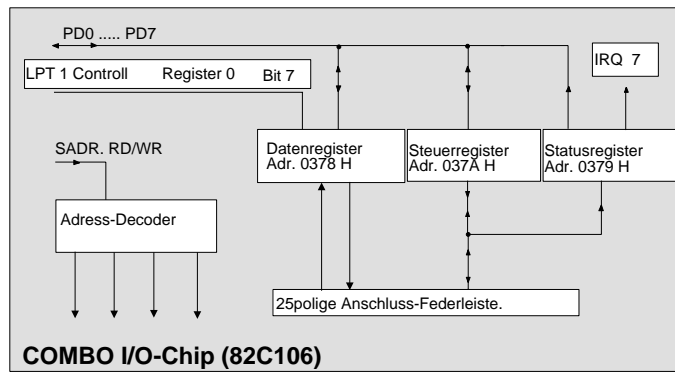 PD0 ..... PD7
LPT 1 Controll Register 0 Bit 7
IRQ 7
SADR. RD/WR
Datenregister
Adr. 0378 H
Steuerregister
Adr. 037A H
Statusregister
Adr. 0379 H
Adress-Decoder
25polige Anschluss-Federleiste.
COMBO I/O-Chip (82C106)